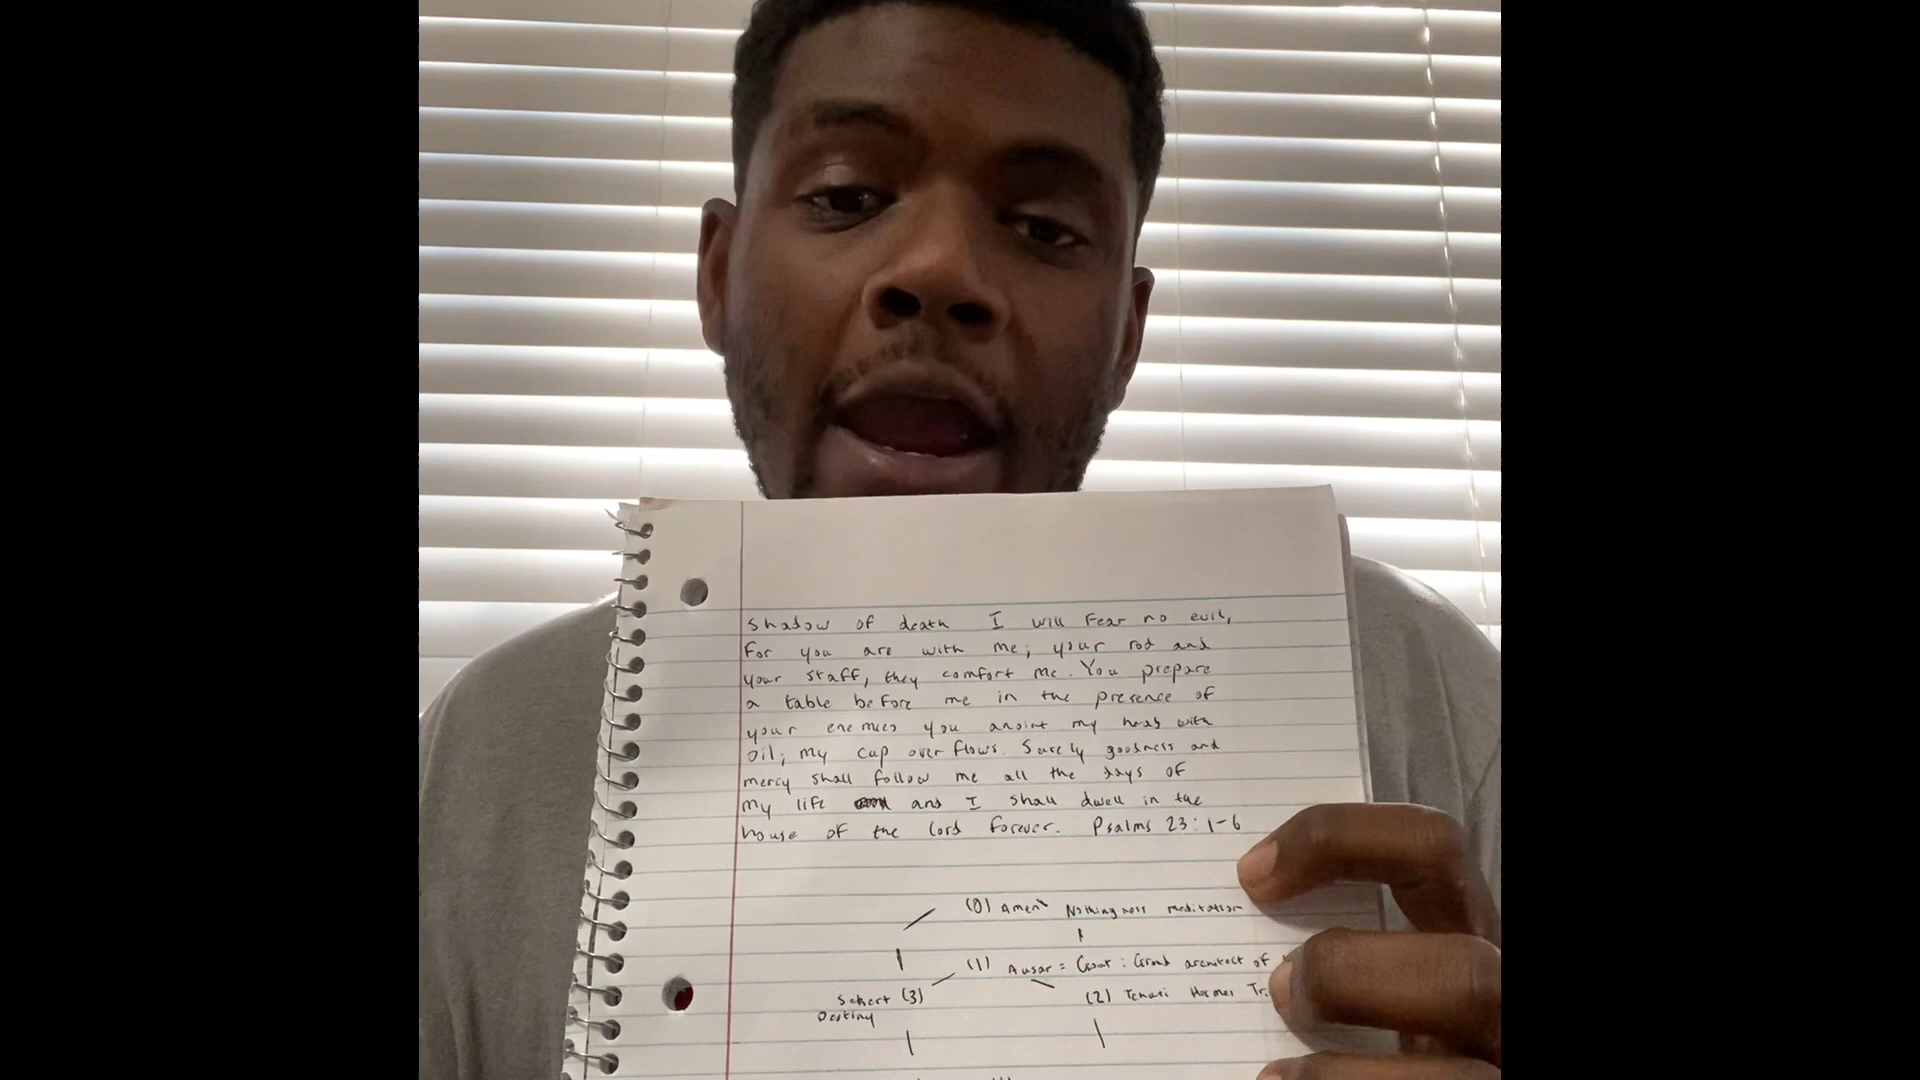 Shadow of death I will Fear no evil,
For you are with me; your rod and
your staff, they comfort me. You prepare
a table before me in the presence of
your enemies you anoint my head with
oil; my cup over flows. Surely goodness and
mercy shall follow me all the days of
my life and I shall dwell in the
house of the lord forever. Psalms 23:1-6
(0) Amen Nothingness meditation
(1) Ausar = Goat : Grand architect of
Sekert (3)
(2) Tehuti Hermes Tr
Destiny